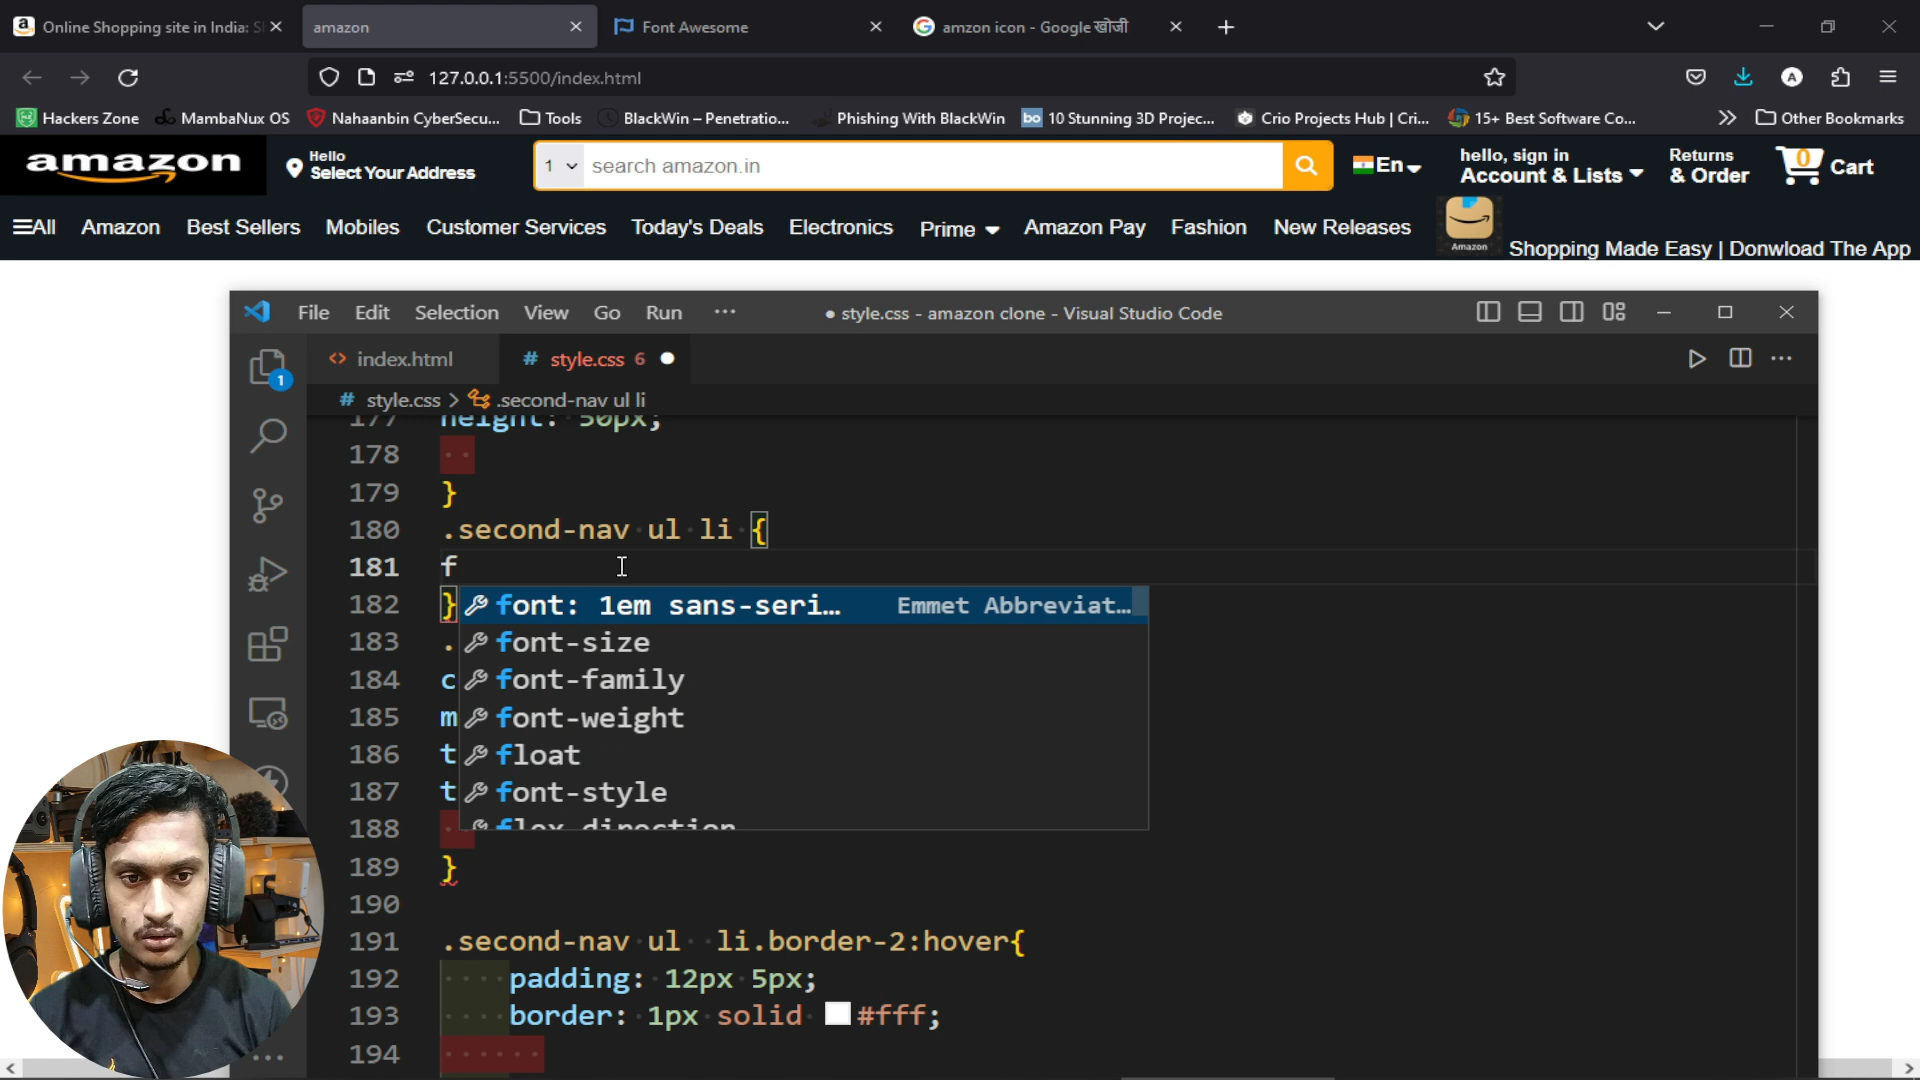 Online Shopping site in India: S
amazon
Font Awesome
amzon icon - Google खोजी
127.0.0.1:5500/index.html
A
Hackers Zone
MambaNux OS
Nahaanbin CyberSecu...
Tools
BlackWin – Penetratio...
Phishing With BlackWin
bo 10 Stunning 3D Projec...
Crio Projects Hub | Cri...
15+ Best Software Co...
Other Bookmarks
amazon
Hello
Select Your Address
1
search amazon.in
En
hello, sign in
Account & Lists
Returns
& Order
0
Cart
All
Amazon
Best Sellers
Mobiles
Customer Services
Today's Deals
Electronics
Prime
Amazon Pay
Fashion
New Releases
Amazon
Shopping Made Easy | Donwload The App
File
Edit
Selection
View
Go
Run
...
● style.css - amazon clone - Visual Studio Code
index.html
# style.css 6
1
# style.css > .second-nav ul li
177 height: 50px;
178
179 }
180 .second-nav ul li {
181 f
182 }
font: 1em sans-seri… Emmet Abbreviat…
183 .
font-size
184 c
font-family
185 m
font-weight
186 t
float
187 t
font-style
188
flex-direction
189 }
190
191 .second-nav ul li.border-2:hover{
192 padding: 12px 5px;
193 border: 1px solid #fff;
194